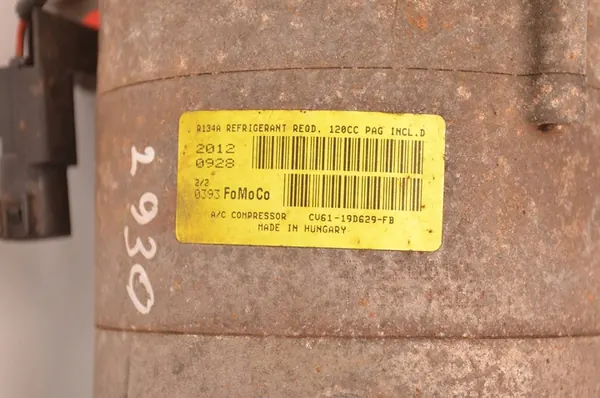 R134A REFRIGERANT REQD. 120CC PAG INCL.D
2012
0928
2/2
0393 FoMoCo
A/C COMPRESSOR CV61-19D629-FB
MADE IN HUNGARY
2930